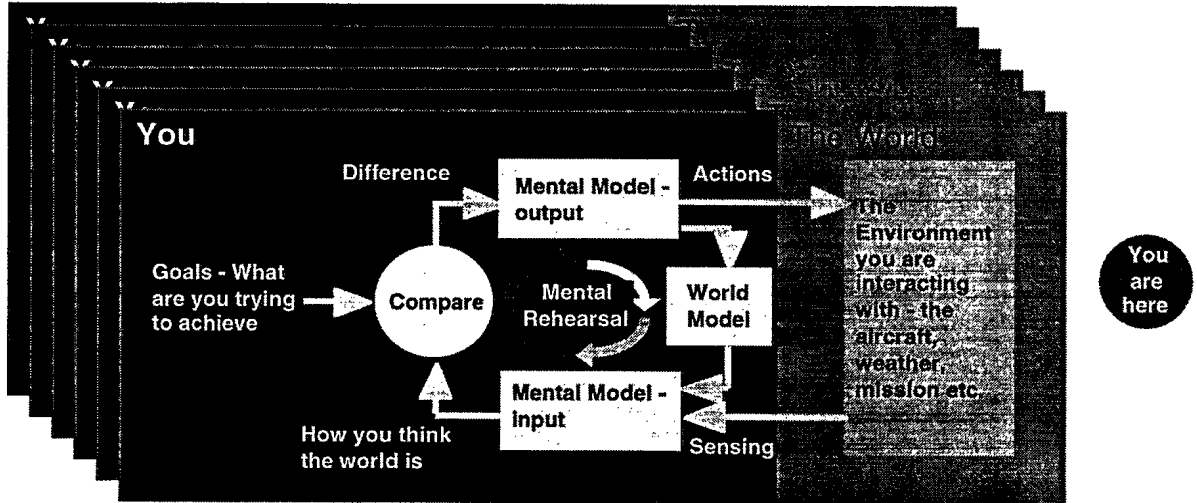 You
The World
Difference
Mental Model -
output
Actions
The
Environment
you are
interacting
with - the
aircraft,
weather,
mission etc.
You
are
here
Goals - What
are you trying
to achieve
Compare
Mental
Rehearsal
World
Model
Mental Model -
input
How you think
the world is
Sensing